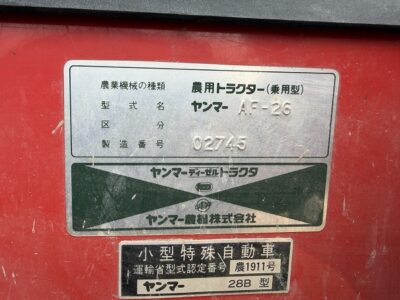 農業機械の種類 農用トラクター(乗用型)
型式名 ヤンマー AF-26
区分
製造番号 02745
ヤンマーディーゼルトラクタ
ヤンマー農機株式会社
小型特殊自動車
運輸省型式認定番号 農1911号
ヤンマー 28B 型